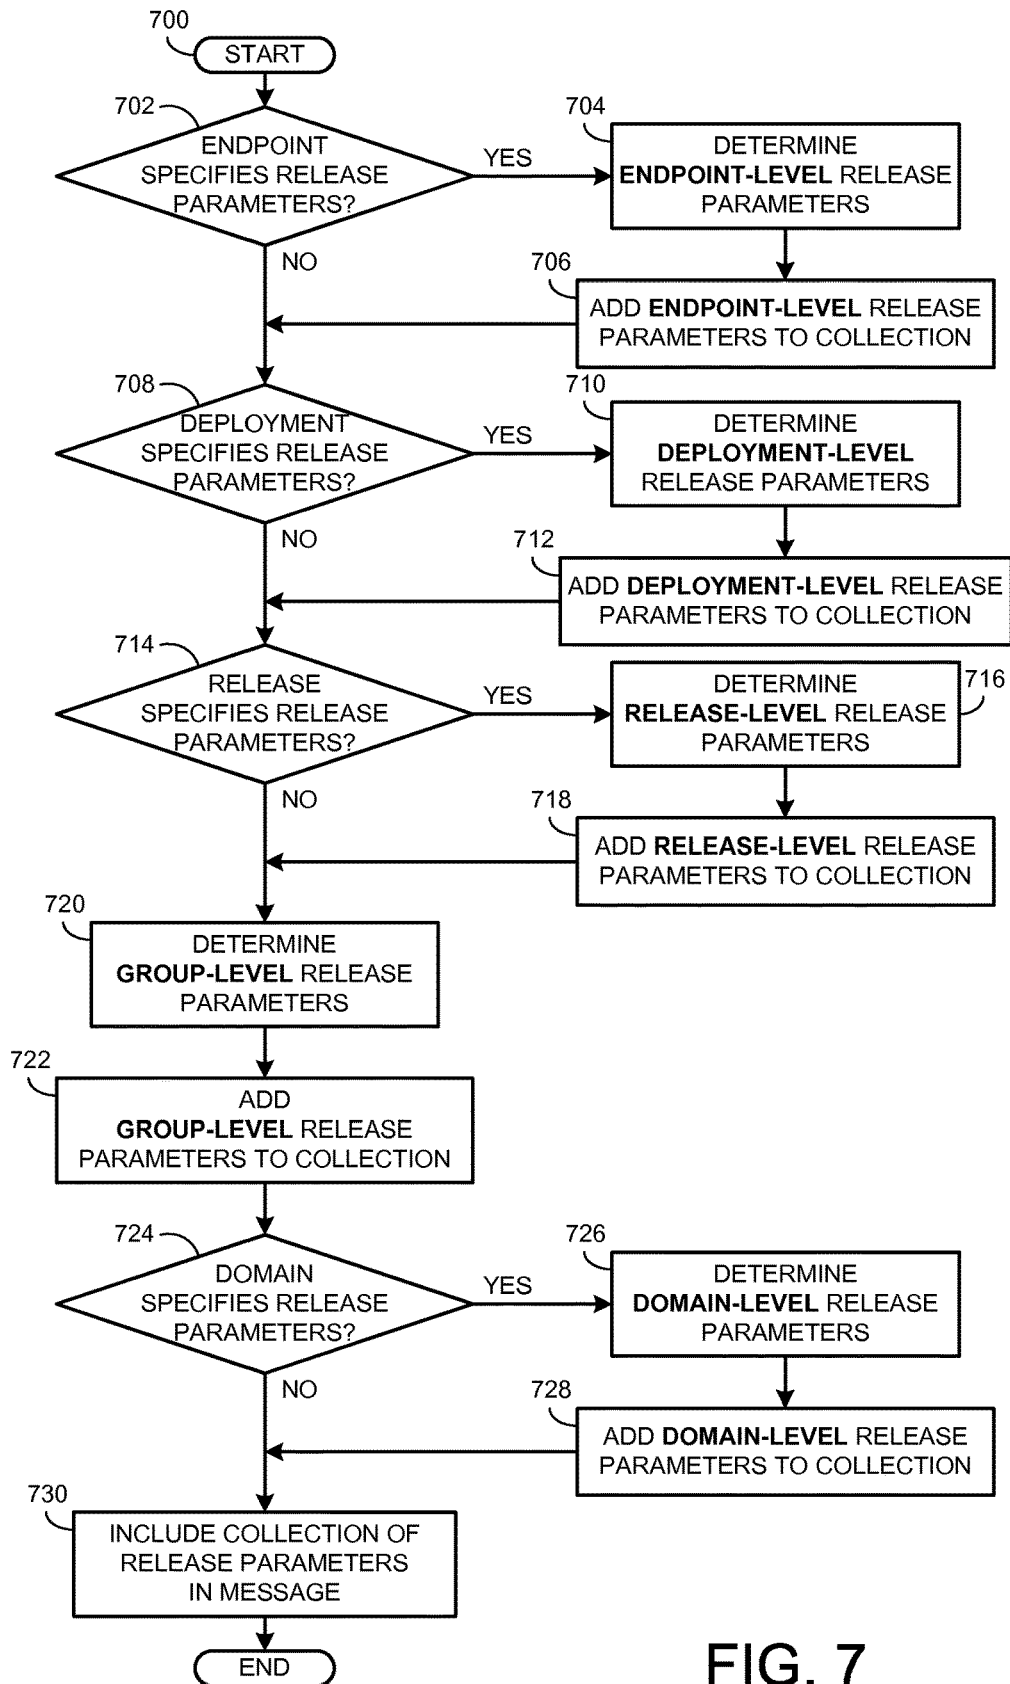 700
START
702
ENDPOINT
SPECIFIES RELEASE
PARAMETERS?
YES
NO
704
DETERMINE
ENDPOINT-LEVEL RELEASE
PARAMETERS
706
ADD ENDPOINT-LEVEL RELEASE
PARAMETERS TO COLLECTION
708
DEPLOYMENT
SPECIFIES RELEASE
PARAMETERS?
YES
NO
710
DETERMINE
DEPLOYMENT-LEVEL
RELEASE PARAMETERS
712
ADD DEPLOYMENT-LEVEL RELEASE
PARAMETERS TO COLLECTION
714
RELEASE
SPECIFIES RELEASE
PARAMETERS?
YES
NO
716
DETERMINE
RELEASE-LEVEL RELEASE
PARAMETERS
718
ADD RELEASE-LEVEL RELEASE
PARAMETERS TO COLLECTION
720
DETERMINE
GROUP-LEVEL RELEASE
PARAMETERS
722
ADD
GROUP-LEVEL RELEASE
PARAMETERS TO COLLECTION
724
DOMAIN
SPECIFIES RELEASE
PARAMETERS?
YES
NO
726
DETERMINE
DOMAIN-LEVEL RELEASE
PARAMETERS
728
ADD DOMAIN-LEVEL RELEASE
PARAMETERS TO COLLECTION
730
INCLUDE COLLECTION OF
RELEASE PARAMETERS
IN MESSAGE
END
FIG. 7